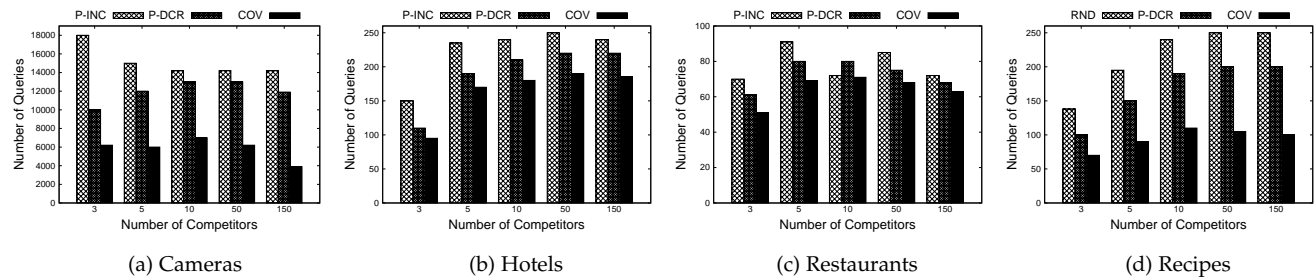 P-INC P-DCR COV
18000
16000
14000
12000
10000
8000
6000
4000
2000
0
Number of Queries
3 5 10 50 150
Number of Competitors
(a) Cameras
P-INC P-DCR COV
250
200
150
100
50
0
Number of Queries
3 5 10 50 150
Number of Competitors
(b) Hotels
P-INC P-DCR COV
100
80
60
40
20
0
Number of Queries
3 5 10 50 150
Number of Competitors
(c) Restaurants
RND P-DCR COV
250
200
150
100
50
0
Number of Queries
3 5 10 50 150
Number of Competitors
(d) Recipes